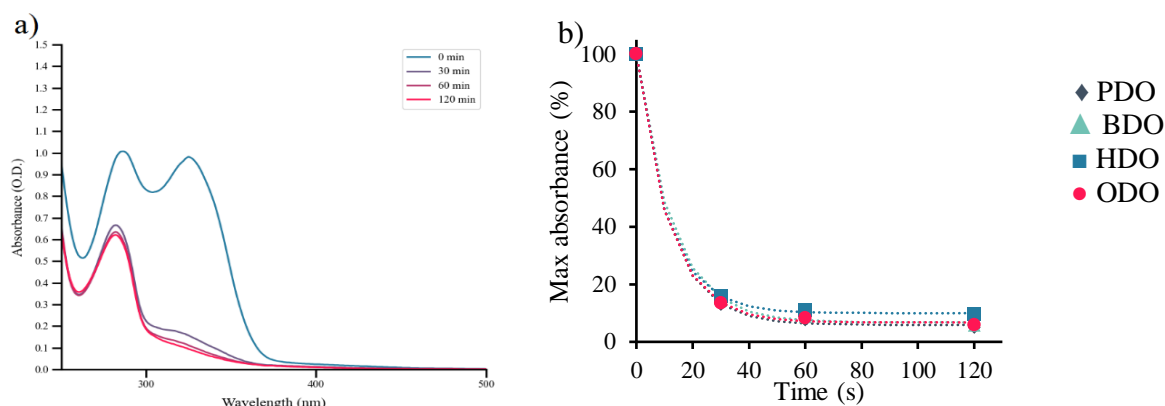 a)
1.5
1.4
1.3
1.2
1.1
1.0
0.9
0.8
0.7
0.6
0.5
0.4
0.3
0.2
0.1
0.0
Absorbance (O.D.)
300
400
500
Wavelength (nm)
0 min
30 min
60 min
120 min
b)
100
80
60
40
20
0
Max absorbance (%)
0 20 40 60 80 100 120
Time (s)
PDO
BDO
HDO
ODO